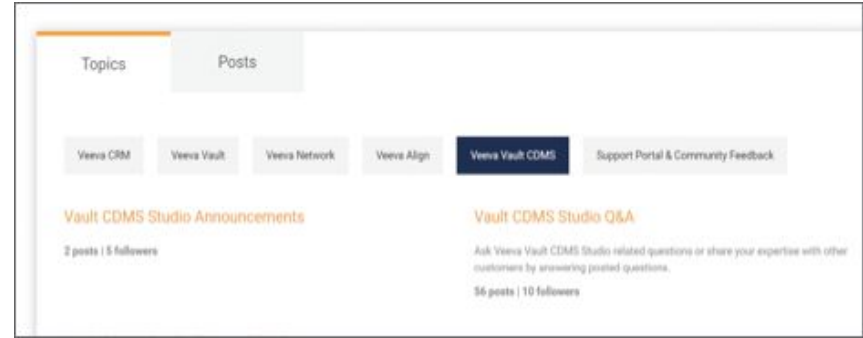 Topics
Posts
Veeva CRM
Veeva Vault
Veeva Network
Veeva Align
Veeva Vault CDMS
Support Portal & Community Feedback
Vault CDMS Studio Announcements
2 posts | 5 followers
Vault CDMS Studio Q&A
Ask Veeva Vault CDMS Studio related questions or share your expertise with other
customers by answering posted questions.
56 posts | 10 followers